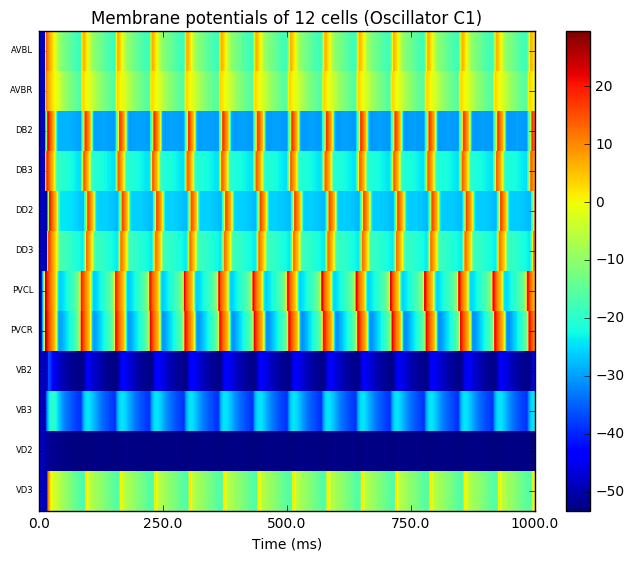 Membrane potentials of 12 cells (Oscillator C1)
AVBL
AVBR
DB2
DB3
DD2
DD3
PVCL
PVCR
VB2
VB3
VD2
VD3
0.0 250.0 500.0 750.0 1000.0
Time (ms)
20
10
0
−10
−20
−30
−40
−50